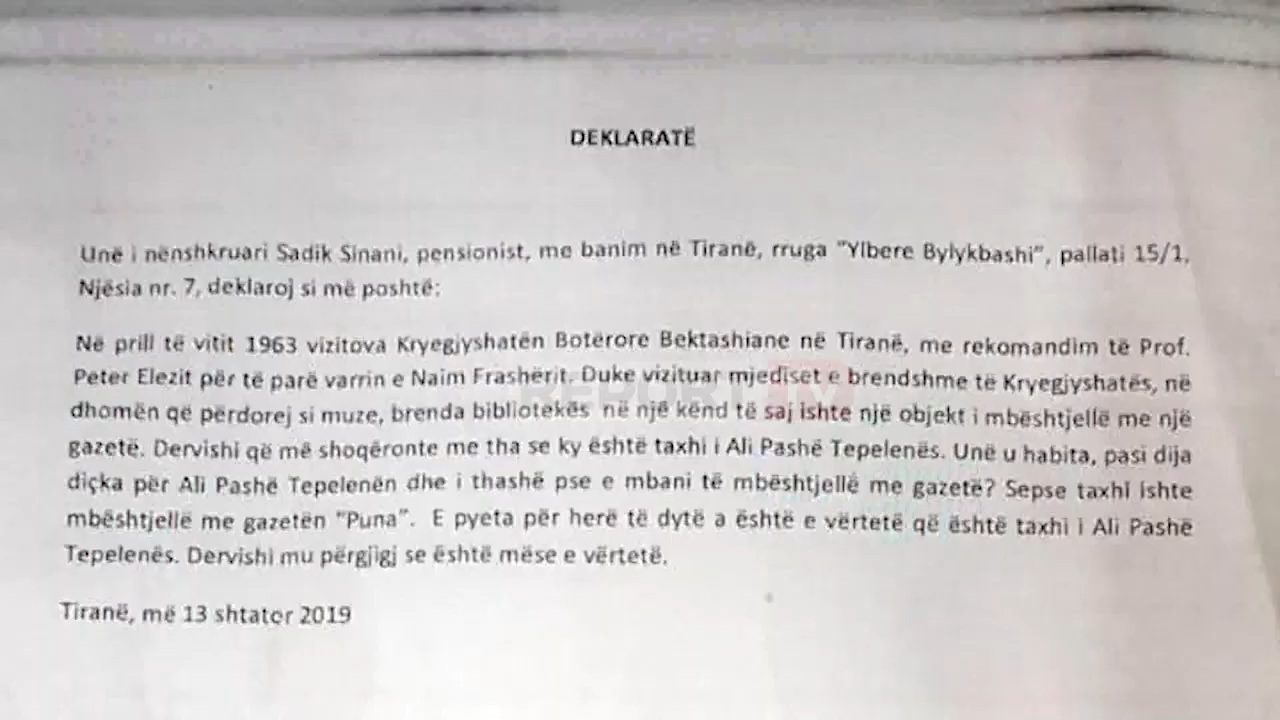 DEKLARATË
Unë i nënshkruari Sadik Sinani, pensionist, me banim në Tiranë, rruga "Ylbere Bylykbashi", pallati 15/1,
Njësia nr. 7, deklaroj si më poshtë:
Në prill të vitit 1963 vizitova Kryegjyshatën Botërore Bektashiane në Tiranë, me rekomandim të Prof.
Peter Elezit për të parë varrin e Naim Frashërit. Duke vizituar mjediset e brendshme të Kryegjyshatës, në
dhomën që përdorej si muze, brenda bibliotekës në një kënd të saj ishte një objekt i mbështjellë me një
gazetë. Dervishi që më shoqëronte me tha se ky është taxhi i Ali Pashë Tepelenës. Unë u habita, pasi dija
diçka për Ali Pashë Tepelenën dhe i thashë pse e mbani të mbështjellë me gazetë? Sepse taxhi ishte
mbështjellë me gazetën "Puna". E pyeta për herë të dytë a është e vërtetë që është taxhi i Ali Pashë
Tepelenës. Dervishi mu përgjigj se është mëse e vërtetë.
Tiranë, më 13 shtator 2019